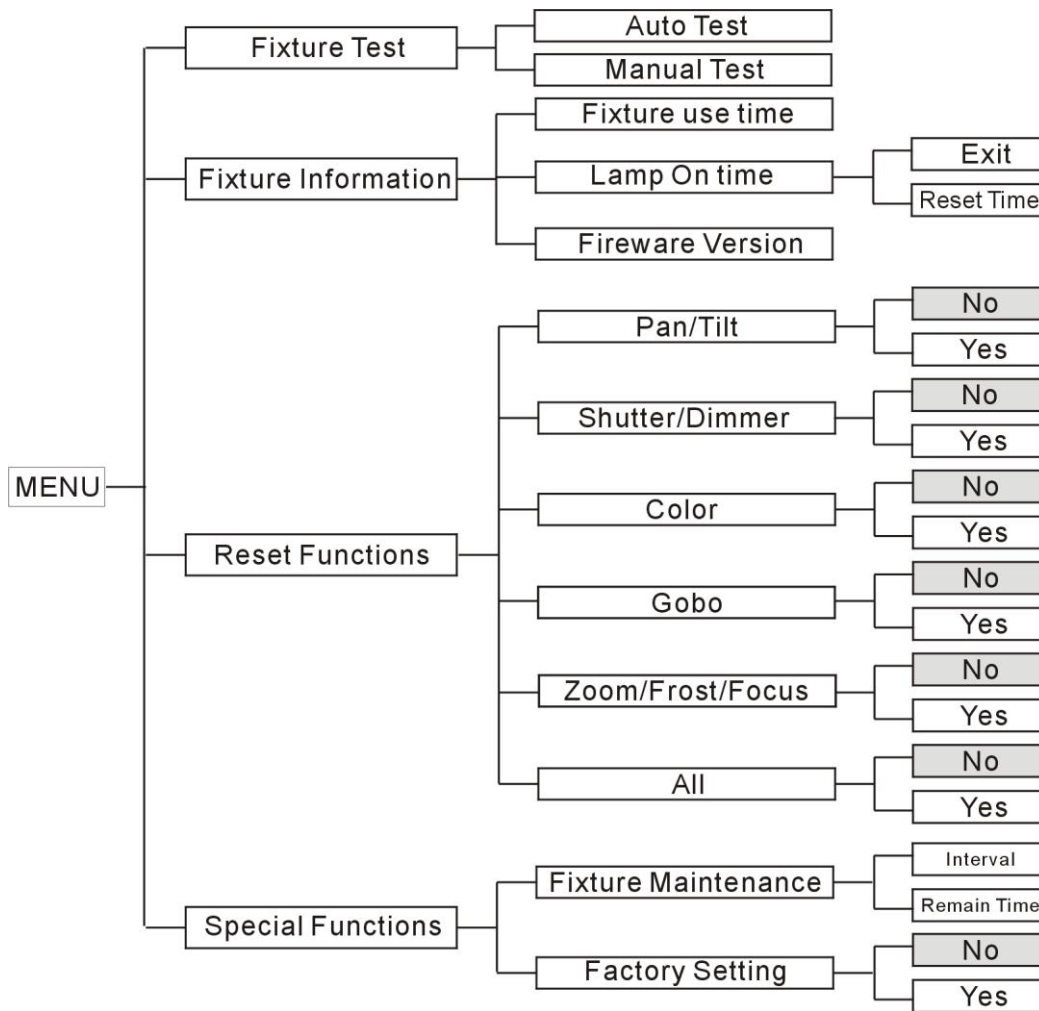 MENU
Fixture Test
Auto Test
Manual Test
Fixture Information
Fixture use time
Lamp On time
Exit
Reset Time
Fireware Version
Reset Functions
Pan/Tilt
No
Yes
Shutter/Dimmer
No
Yes
Color
No
Yes
Gobo
No
Yes
Zoom/Frost/Focus
No
Yes
All
No
Yes
Special Functions
Fixture Maintenance
Interval
Remain Time
Factory Setting
No
Yes